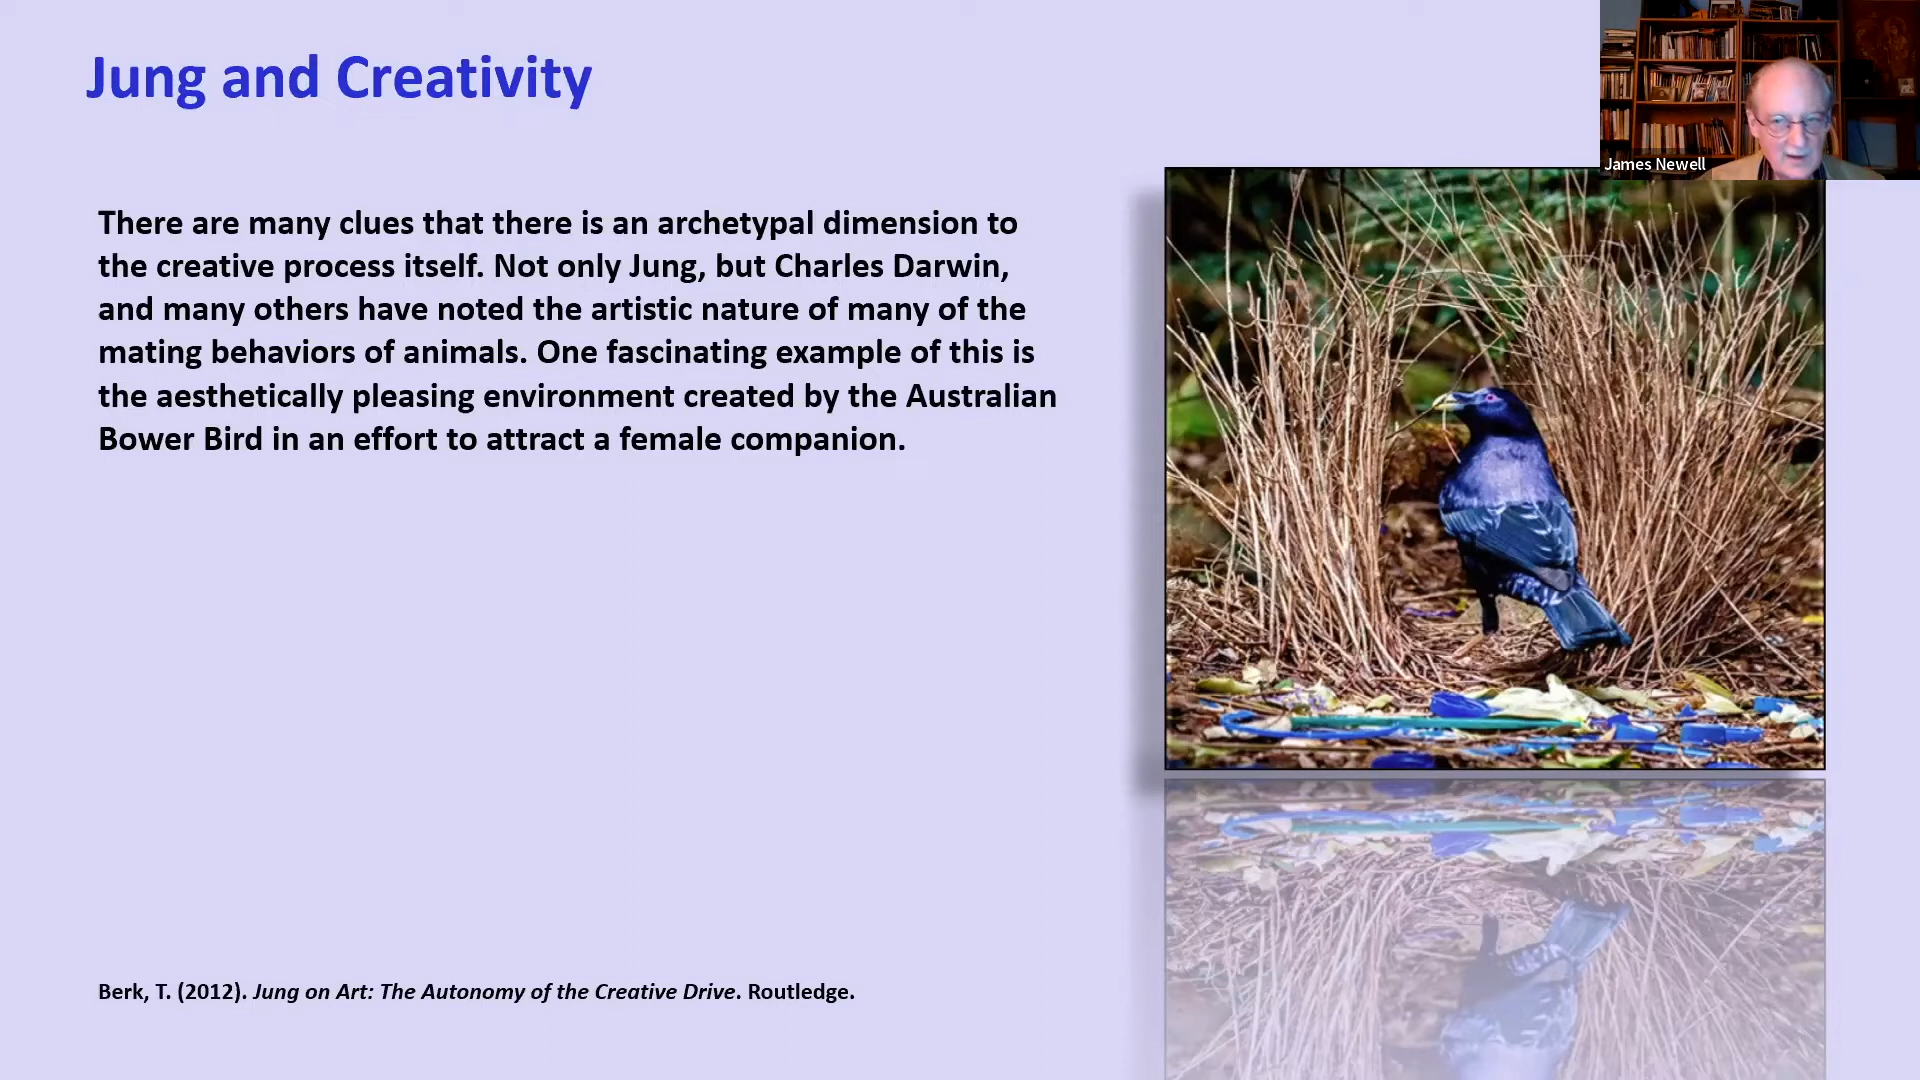 Jung and Creativity
James Newell
There are many clues that there is an archetypal dimension to
the creative process itself. Not only Jung, but Charles Darwin,
and many others have noted the artistic nature of many of the
mating behaviors of animals. One fascinating example of this is
the aesthetically pleasing environment created by the Australian
Bower Bird in an effort to attract a female companion.
Berk, T. (2012). Jung on Art: The Autonomy of the Creative Drive. Routledge.